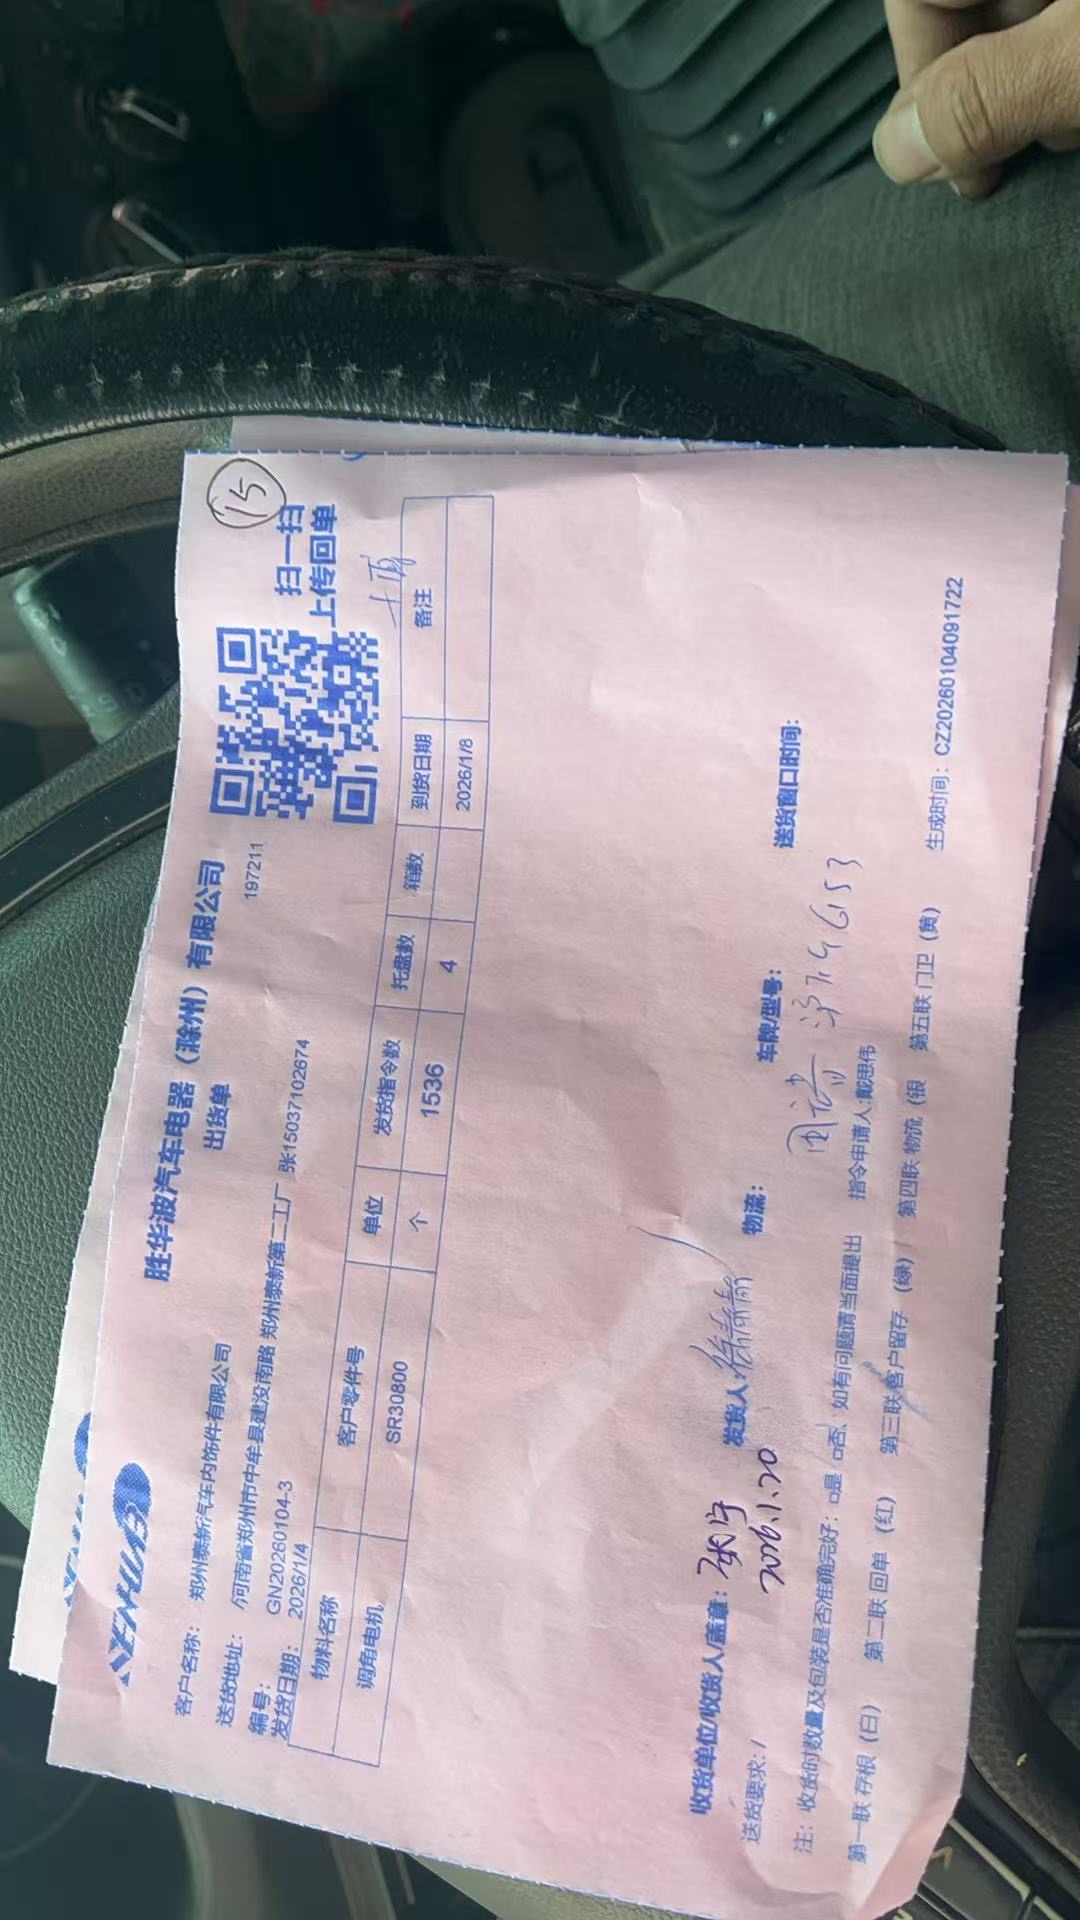 15
SHB
胜华波汽车电器（滁州）有限公司
出货单
197211
扫一扫
上传回单
客户名称： 郑州泰新汽车内饰件有限公司
送货地址： /河南省郑州市中牟县建设南路 郑州泰新第二工厂 张15037102674
编号： GN20260104-3
发货日期： 2026/1/4
物料名称 客户零件号 单位 发货指令数 托盘数 箱数 到货日期 备注
调角电机 SR30800 个 1536 4 2026/1/8
收货单位/收货人/盖章： 发货人： 物流： 车牌/型号： 送货窗口时间：
2026.1.20
送货要求：/
注： 收货时数量及包装是否准确完好：□是 □否、如有问题请当面提出 指令申请人:戴思伟
第一联 存根（白） 第二联 回单（红） 第三联 客户留存（绿） 第四联 物流（银 第五联 门卫（黄） 生成时间：CZ20260104091722